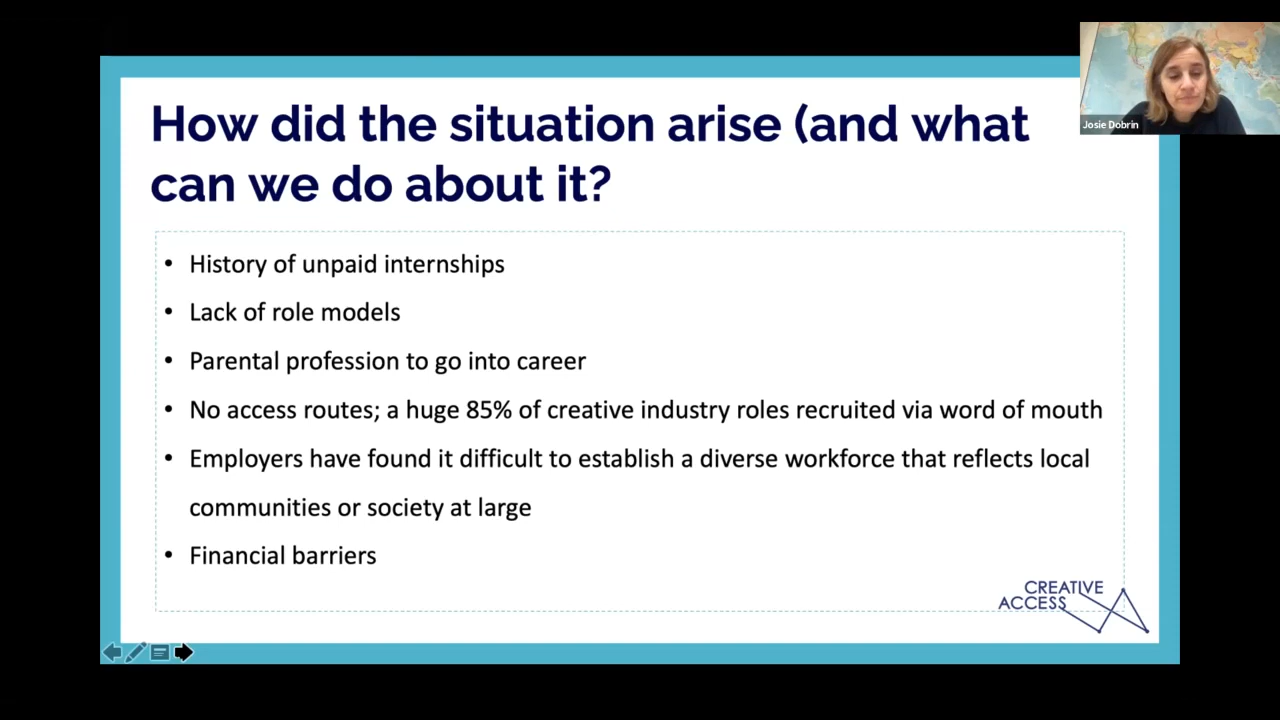 How did the situation arise (and what
can we do about it?
• History of unpaid internships
• Lack of role models
• Parental profession to go into career
• No access routes; a huge 85% of creative industry roles recruited via word of mouth
• Employers have found it difficult to establish a diverse workforce that reflects local
communities or society at large
• Financial barriers
CREATIVE
ACCESS
Josie Dobrin